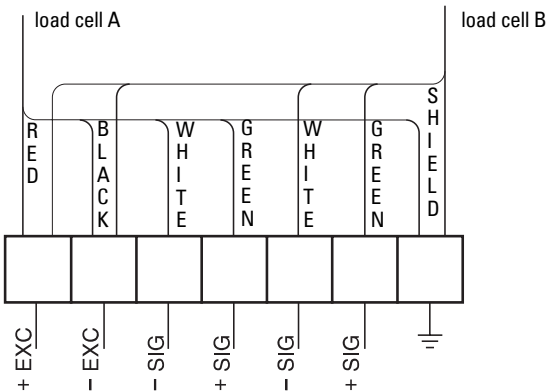 load cell A
load cell B
RED
BLACK
WHITE
GREEN
WHITE
GREEN
SHIELD
+ EXC
– EXC
– SIG
+ SIG
– SIG
+ SIG